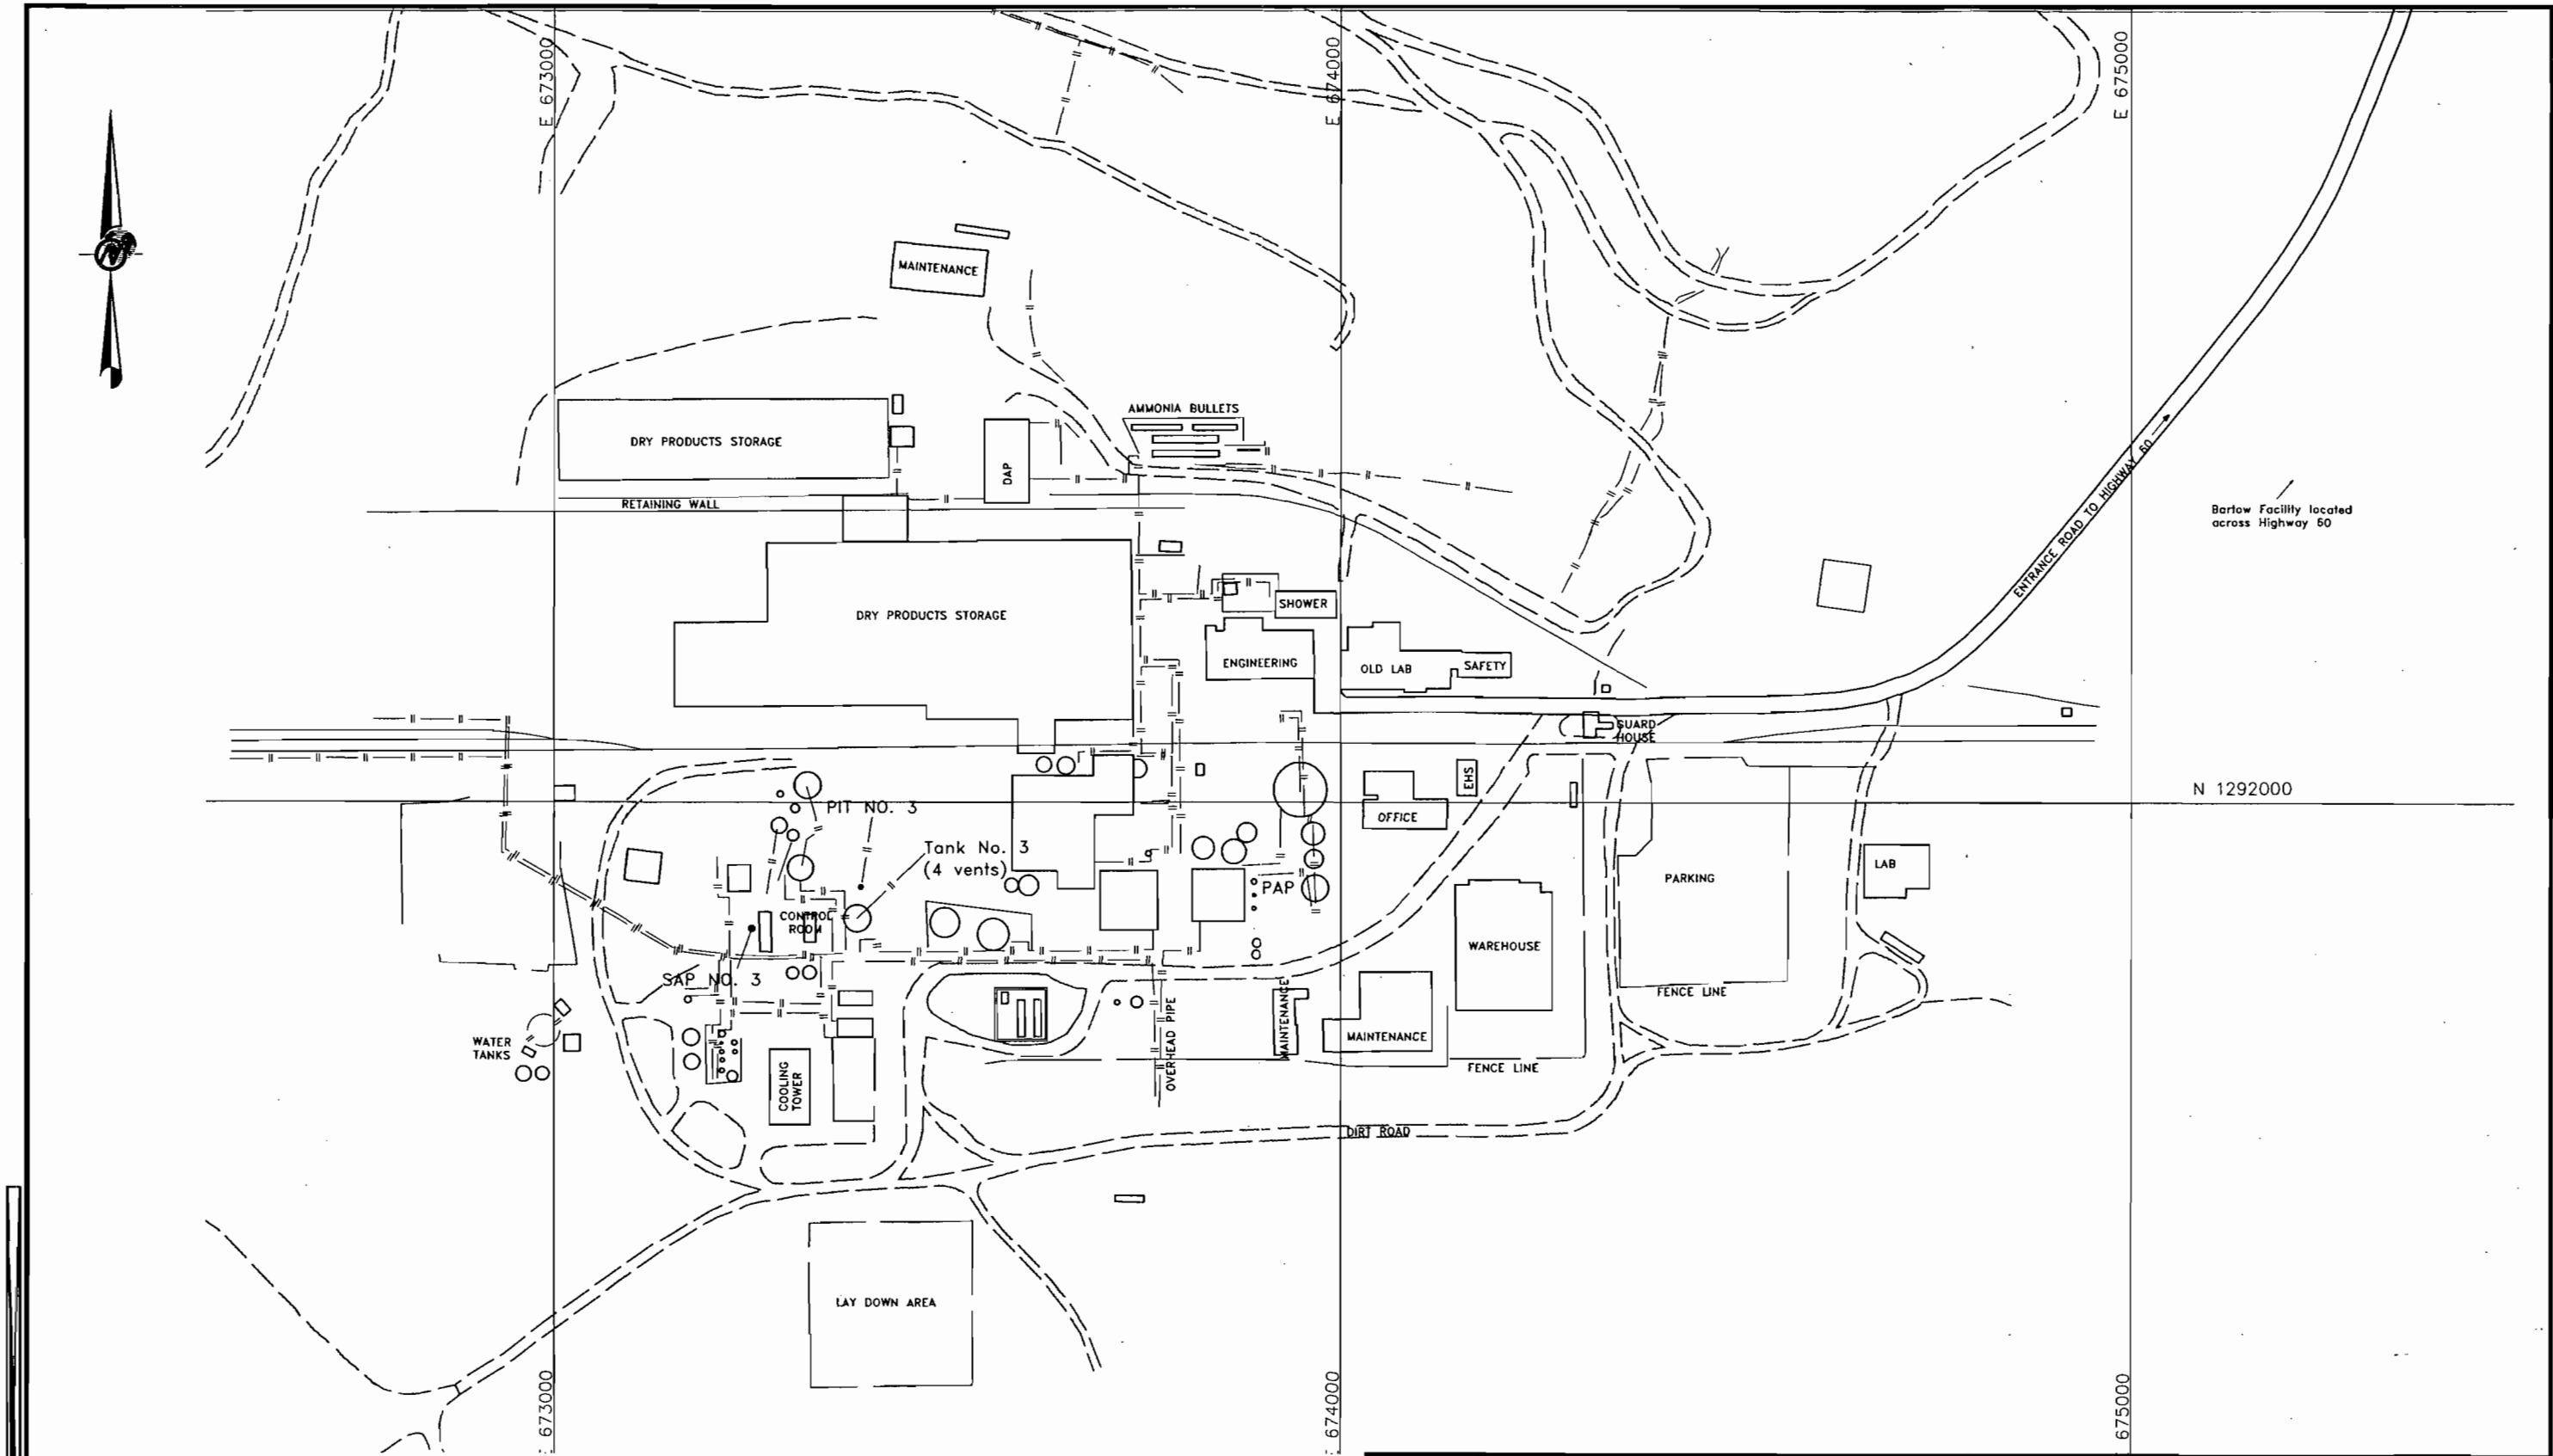 E 673000
E 674000
E 675000
MAINTENANCE
AMMONIA BULLETS
DRY PRODUCTS STORAGE
DAP
RETAINING WALL
ENTRANCE ROAD TO HIGHWAY 60
Bartow Facility located
across Highway 60
SHOWER
DRY PRODUCTS STORAGE
ENGINEERING
OLD LAB
SAFETY
GUARD
HOUSE
EHS
N 1292000
PIT NO. 3
OFFICE
Tank No. 3
(4 vents)
LAB
PARKING
PAP
CONTROL
ROOM
WAREHOUSE
SAP NO. 3
FENCE LINE
OVERHEAD PIPE
MAINTENANCE
MAINTENANCE
WATER
TANKS
FENCE LINE
COOLING
TOWER
DIRT ROAD
LAY DOWN AREA
673000
674000
675000